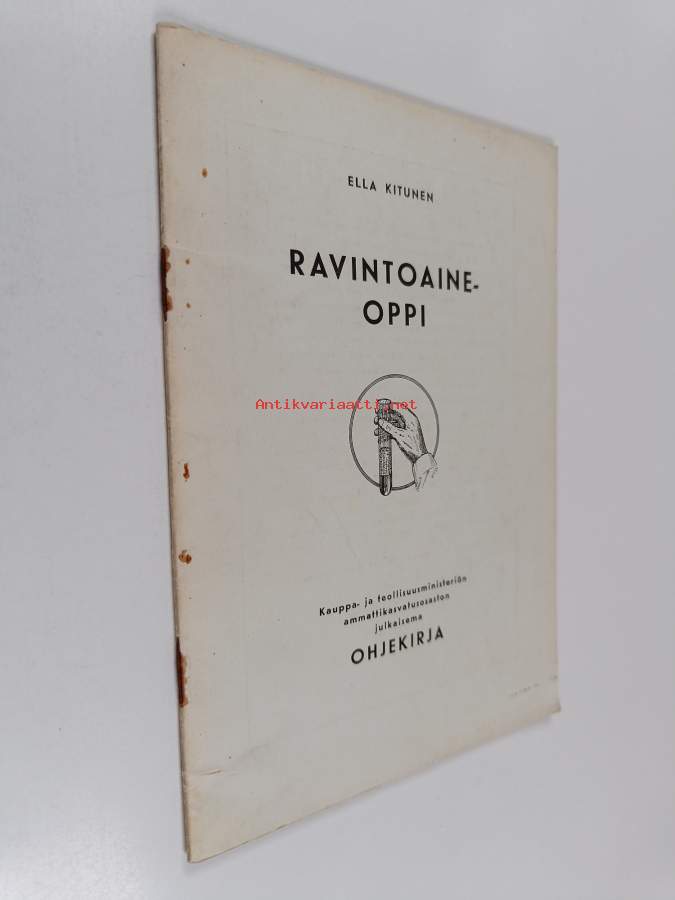 ELLA KITUNEN
RAVINTOAINE-
OPPI
Antikvariaatti.net
Kauppa- ja teollisuusministeriön
ammattikasvatusosaston
julkaisema
OHJEKIRJA